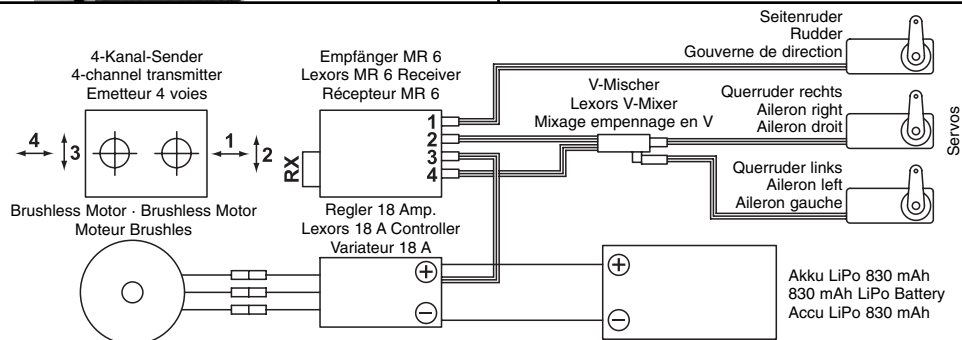 4-Kanal-Sender
4-channel transmitter
Emetteur 4 voies
4
3
1
2
Empfänger MR 6
Lexors MR 6 Receiver
Récepteur MR 6
RX
1
2
3
4
V-Mischer
Lexors V-Mixer
Mixage empennage en V
Seitenruder
Rudder
Gouverne de direction
Querruder rechts
Aileron right
Aileron droit
Querruder links
Aileron left
Aileron gauche
Servos
Brushless Motor · Brushless Motor
Moteur Brushles
Regler 18 Amp.
Lexors 18 A Controller
Variateur 18 A
+
−
+
−
Akku LiPo 830 mAh
830 mAh LiPo Battery
Accu LiPo 830 mAh